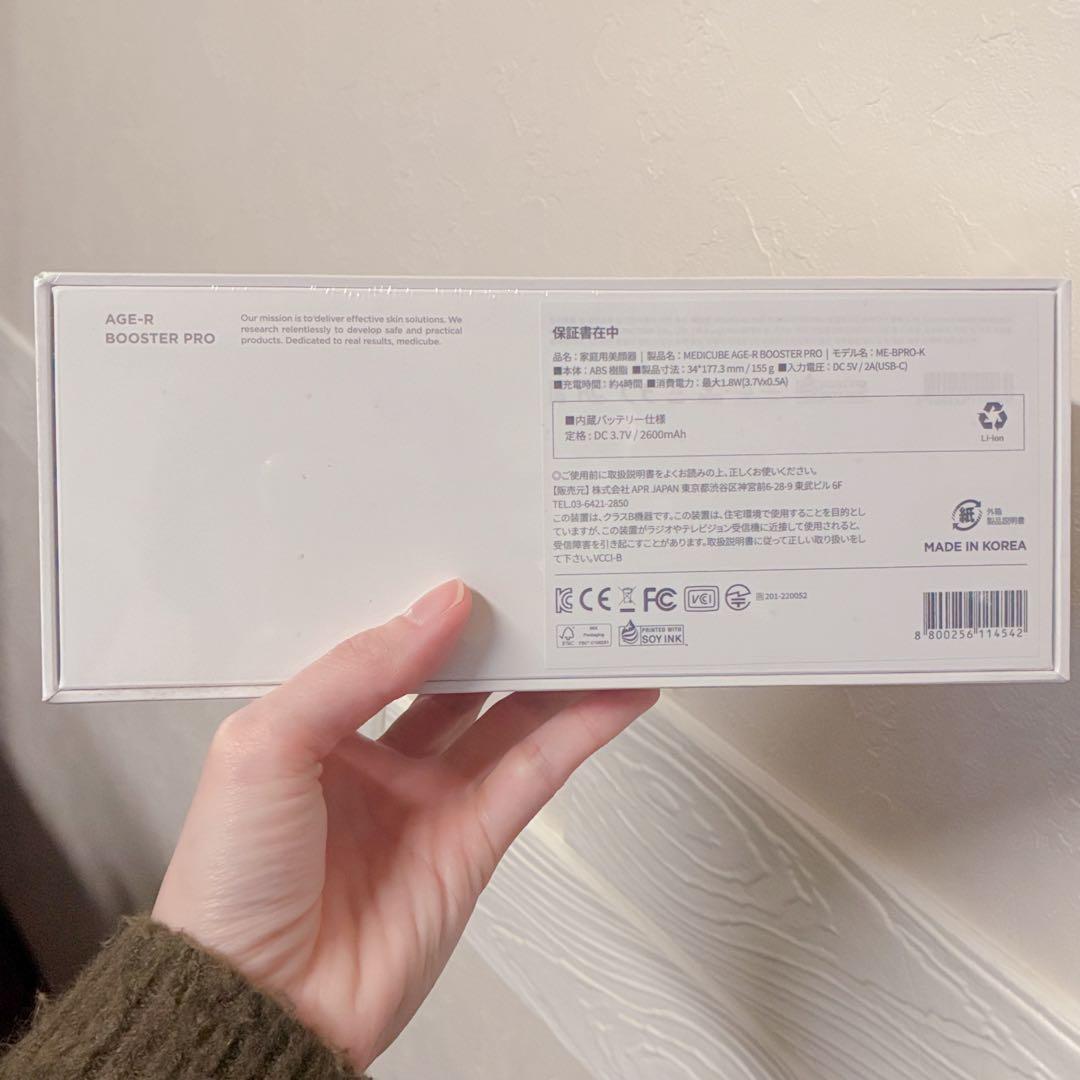 AGE-R
BOOSTER PRO
Our mission is to deliver effective skin solutions. We
research relentlessly to develop safe and practical
products. Dedicated to real results, medicube.
保証書在中
品名：家庭用美顔器 | 製品名：MEDICUBE AGE-R BOOSTER PRO | モデル名：ME-BPRO-K
■本体：ABS 樹脂 ■製品寸法：34*177.3 mm / 155 g ■入力電圧：DC 5V / 2A(USB-C)
■充電時間：約4時間 ■消費電力：最大1.8W(3.7Vx0.5A)
■内蔵バッテリー仕様
定格：DC 3.7V / 2600mAh
Li-ion
◎ご使用前に取扱説明書をよくお読みの上、正しくお使いください。
【販売元】株式会社 APR JAPAN 東京都渋谷区神宮前6-28-9 東武ビル 6F
TEL.03-6421-2850
この装置は、クラスB機器です。この装置は、住宅環境で使用することを目的とし
ていますが、この装置がラジオやテレビジョン受信機に近接して使用されると、
受信障害を引き起こすことがあります。取扱説明書に従って正しい取り扱いをし
て下さい。VCCI-B
紙
外箱
製品説明書
MADE IN KOREA
CE FC VCI 201-220052
MIX
Packaging
FSC
PRINTED WITH
SOY INK
8 800256 114542